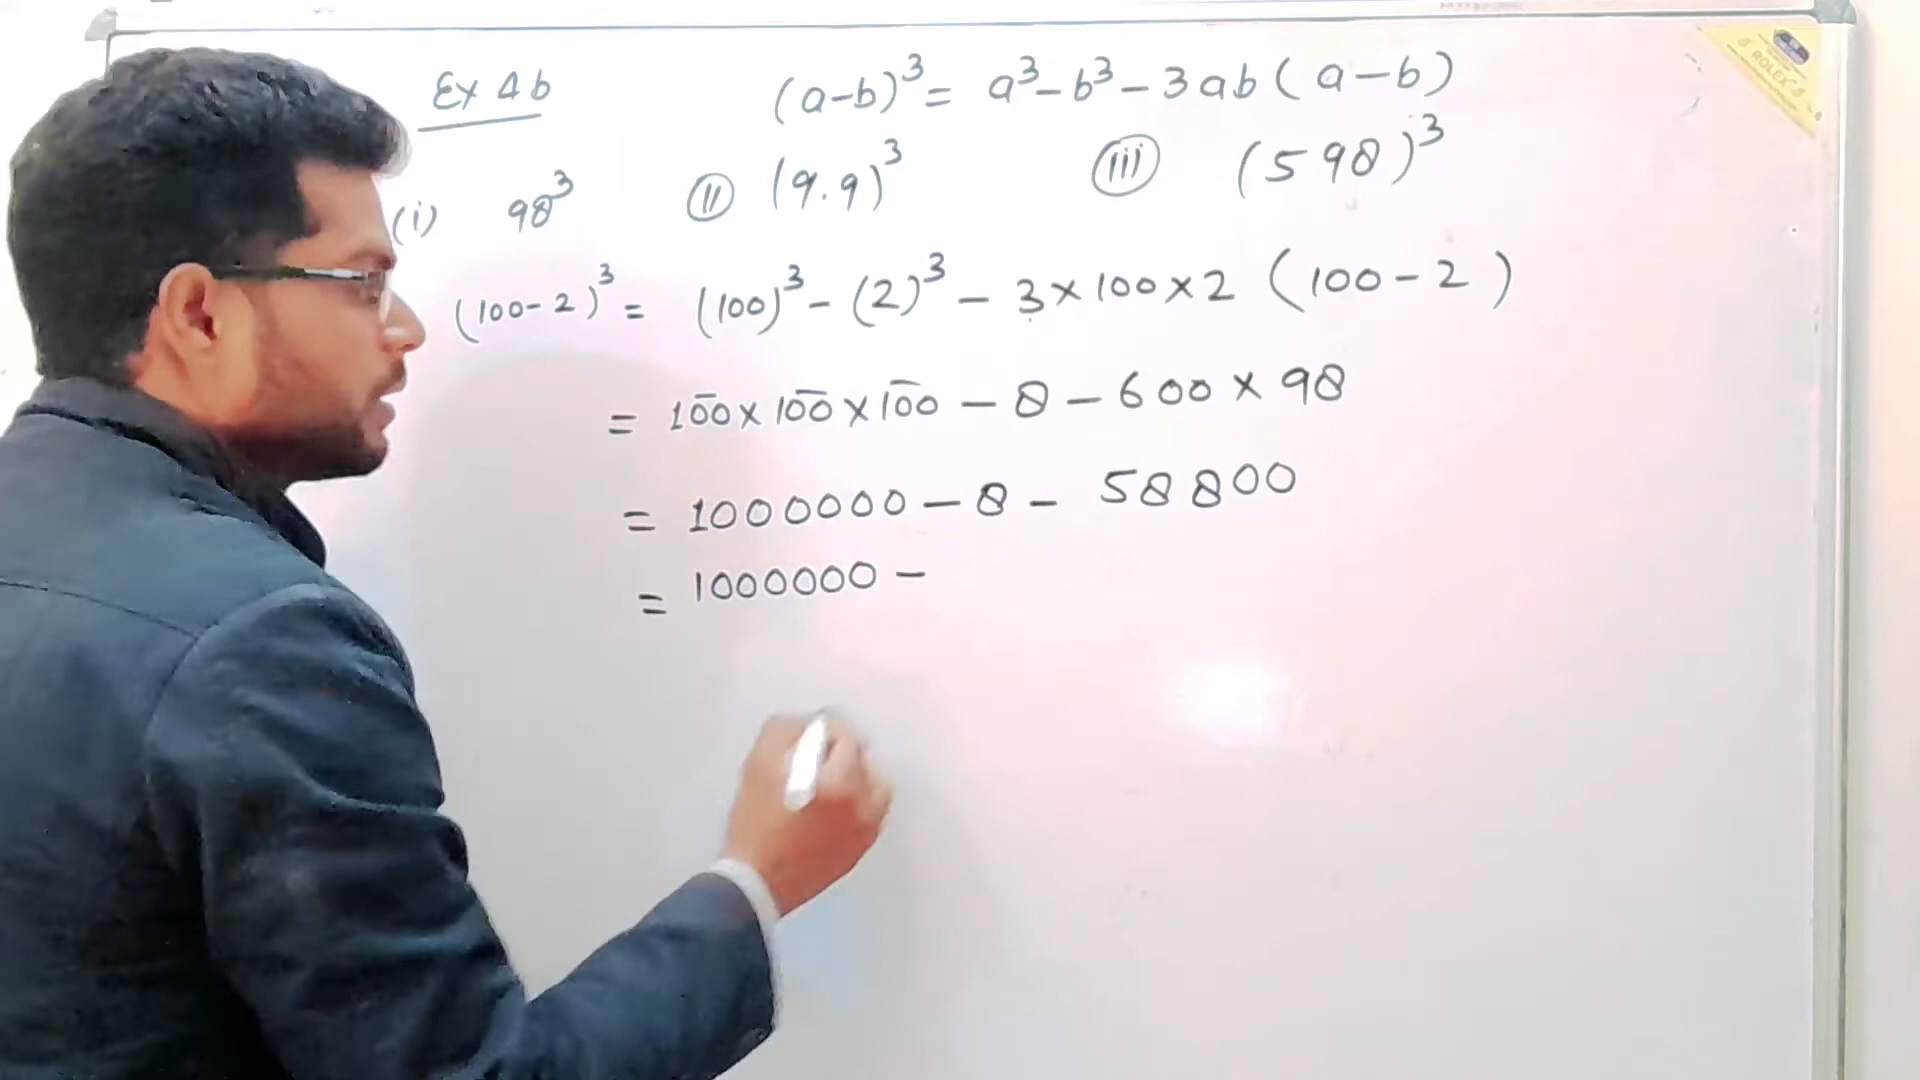 Ex 4b (a-b)³ = a³-b³-3ab(a-b)
(i) 98³ (ii) (9.9)³ (iii) (598)³
(100-2)³ = (100)³ - (2)³ - 3×100×2 (100-2)
= 100×100×100 - 8 - 600×98
= 1000000 - 8 - 58800
= 1000000 -
ROLEX